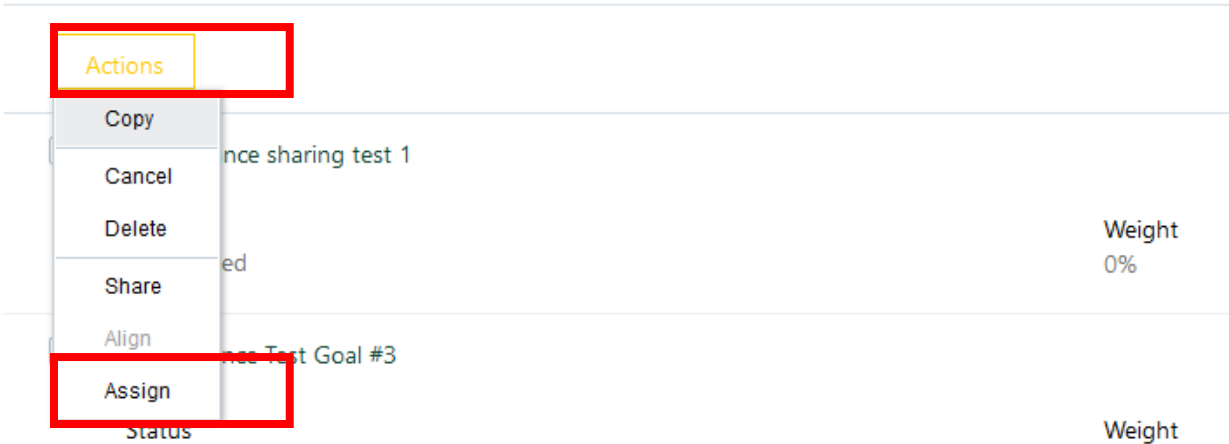 Actions
Copy
nce sharing test 1
Cancel
Delete
Weight
ed
0%
Share
Align
nce Test Goal #3
Assign
Status
Weight